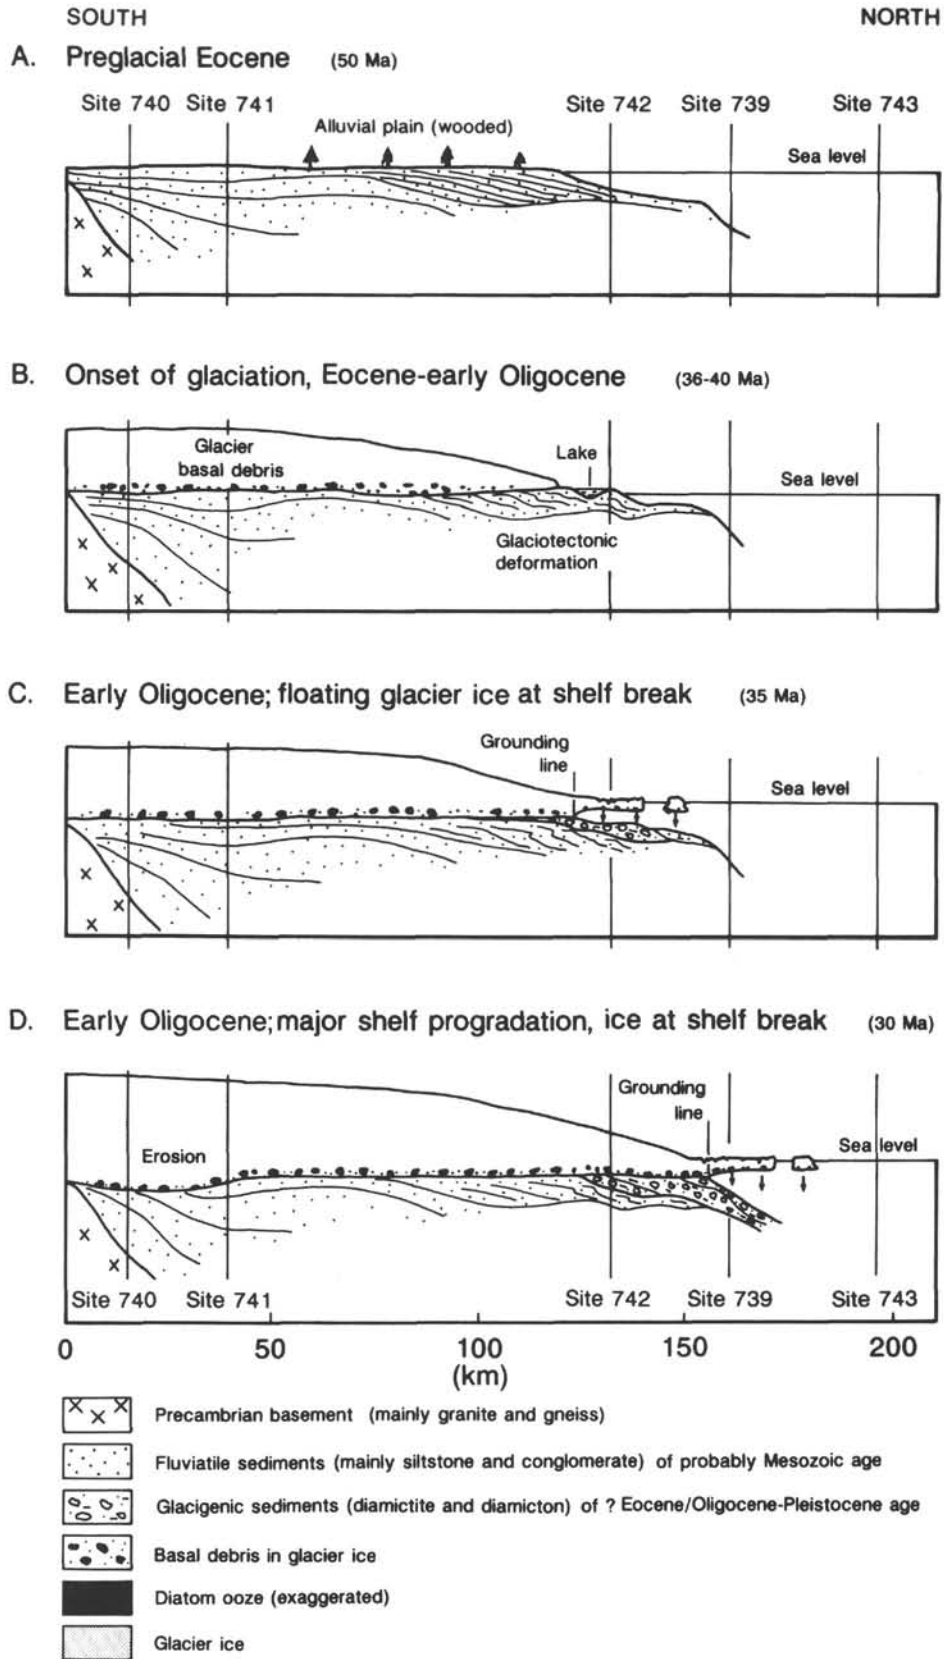 SOUTH NORTH
A. Preglacial Eocene (50 Ma)
Site 740 Site 741 Site 742 Site 739 Site 743
Alluvial plain (wooded)
Sea level
B. Onset of glaciation, Eocene-early Oligocene (36-40 Ma)
Glacier
basal debris
Lake
Sea level
Glaciotectonic
deformation
C. Early Oligocene; floating glacier ice at shelf break (35 Ma)
Grounding
line
Sea level
D. Early Oligocene; major shelf progradation, ice at shelf break (30 Ma)
Grounding
line
Sea level
Erosion
Site 740 Site 741 Site 742 Site 739 Site 743
0 50 100 150 200
(km)
Precambrian basement (mainly granite and gneiss)
Fluviatile sediments (mainly siltstone and conglomerate) of probably Mesozoic age
Glacigenic sediments (diamictite and diamicton) of ? Eocene/Oligocene-Pleistocene age
Basal debris in glacier ice
Diatom ooze (exaggerated)
Glacier ice